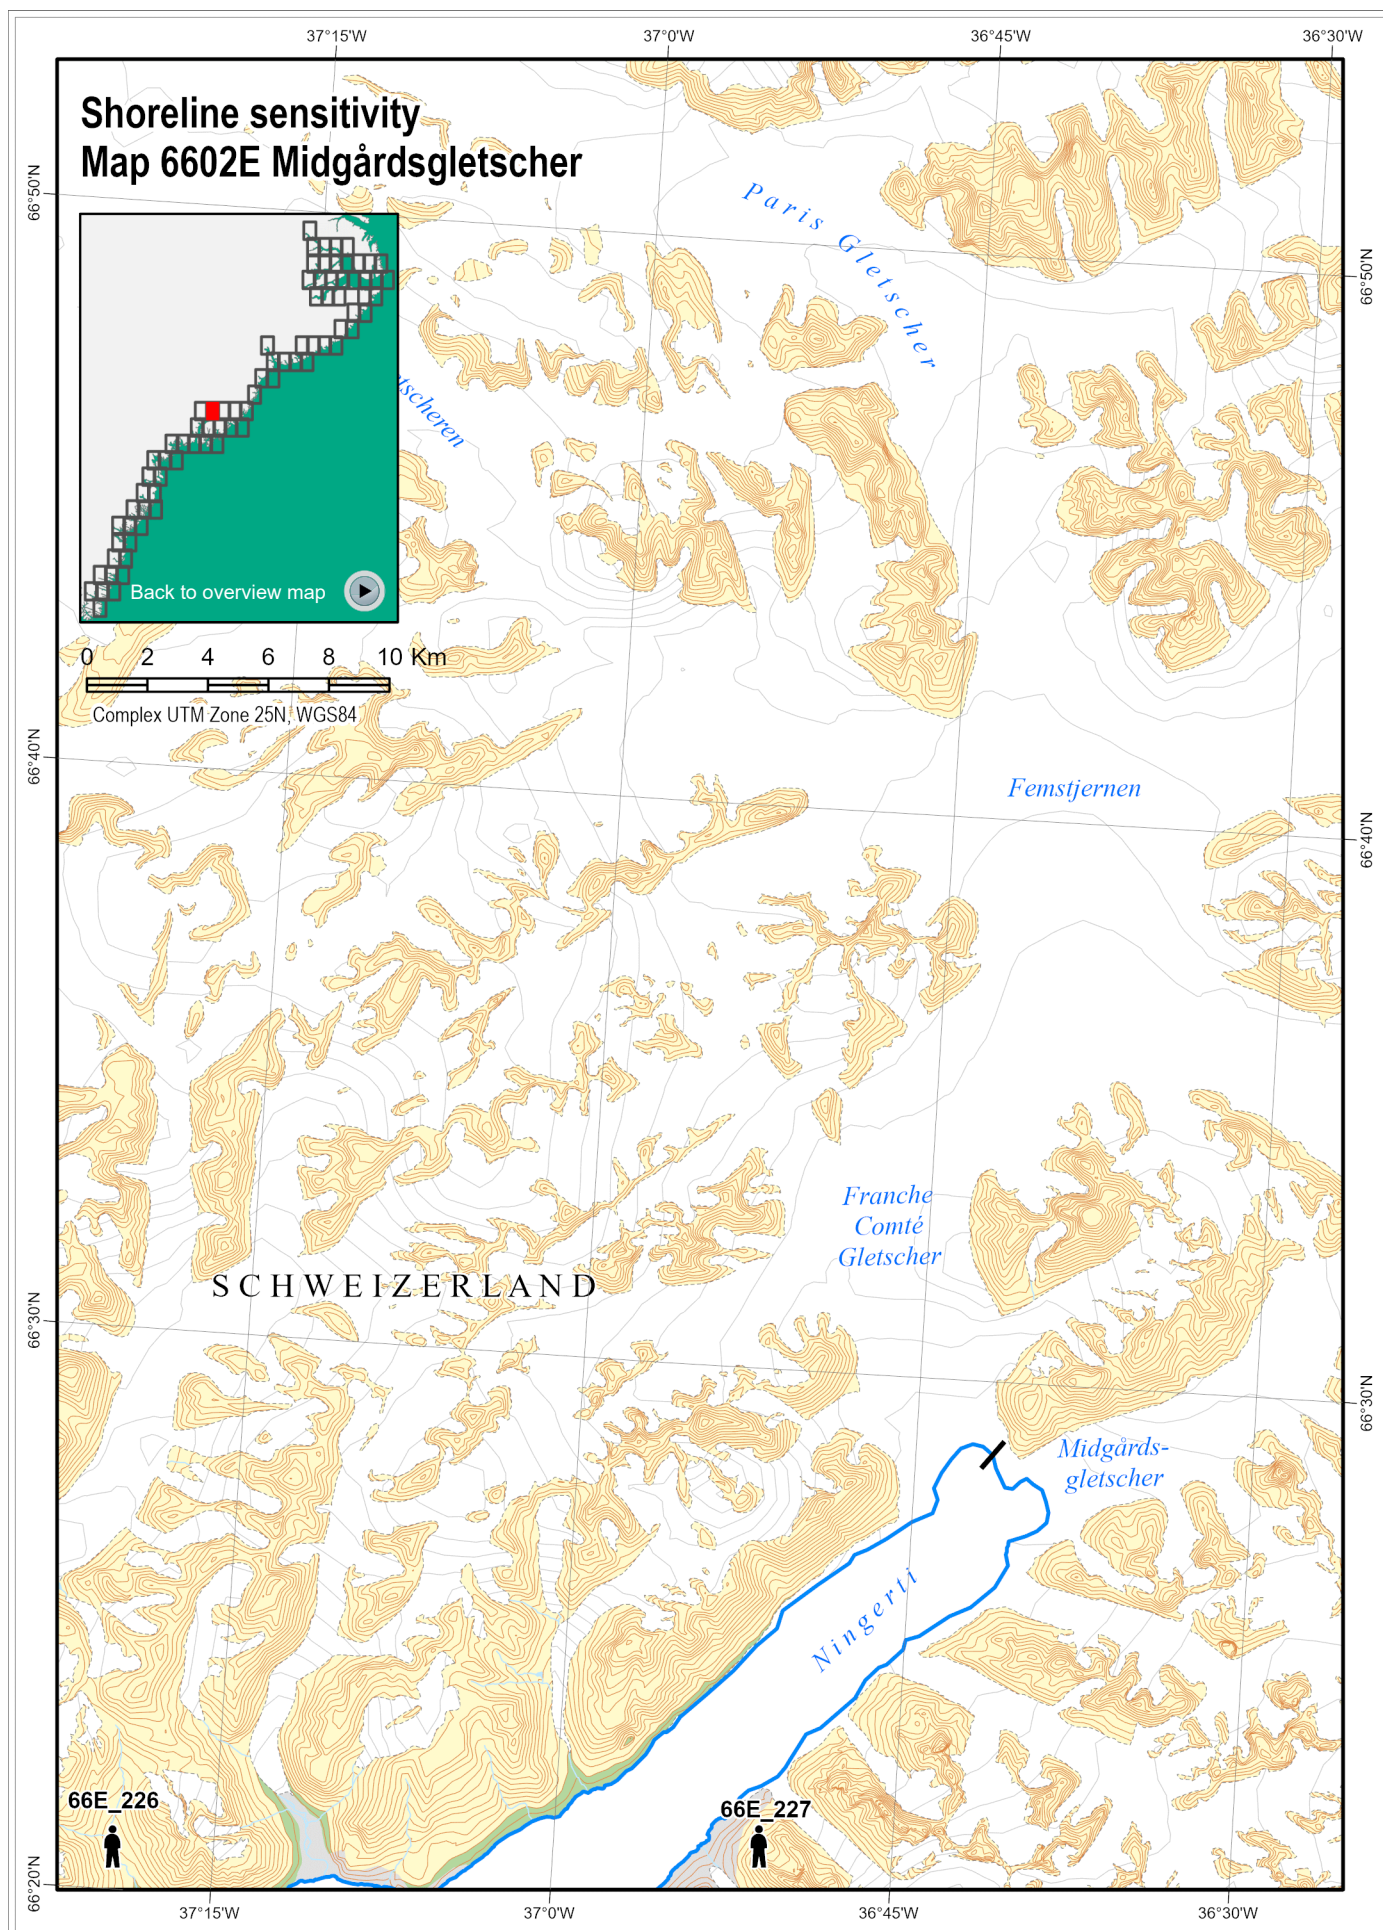 37°15'W
37°0'W
36°45'W
36°30'W
Shoreline sensitivity
Map 6602E Midgårdsgletscher
66°50'N
Paris Gletscher
66°50'N
Back to overview map
0 2 4 6 8 10 Km
Complex UTM Zone 25N, WGS84
66°40'N
Femstjernen
66°40'N
Franche
Comté
Gletscher
SCHWEIZERLAND
66°30'N
66°30'N
Midgårds-
gletscher
Ningerti
66E_226
66E_227
66°20'N
37°15'W
37°0'W
36°45'W
36°30'W